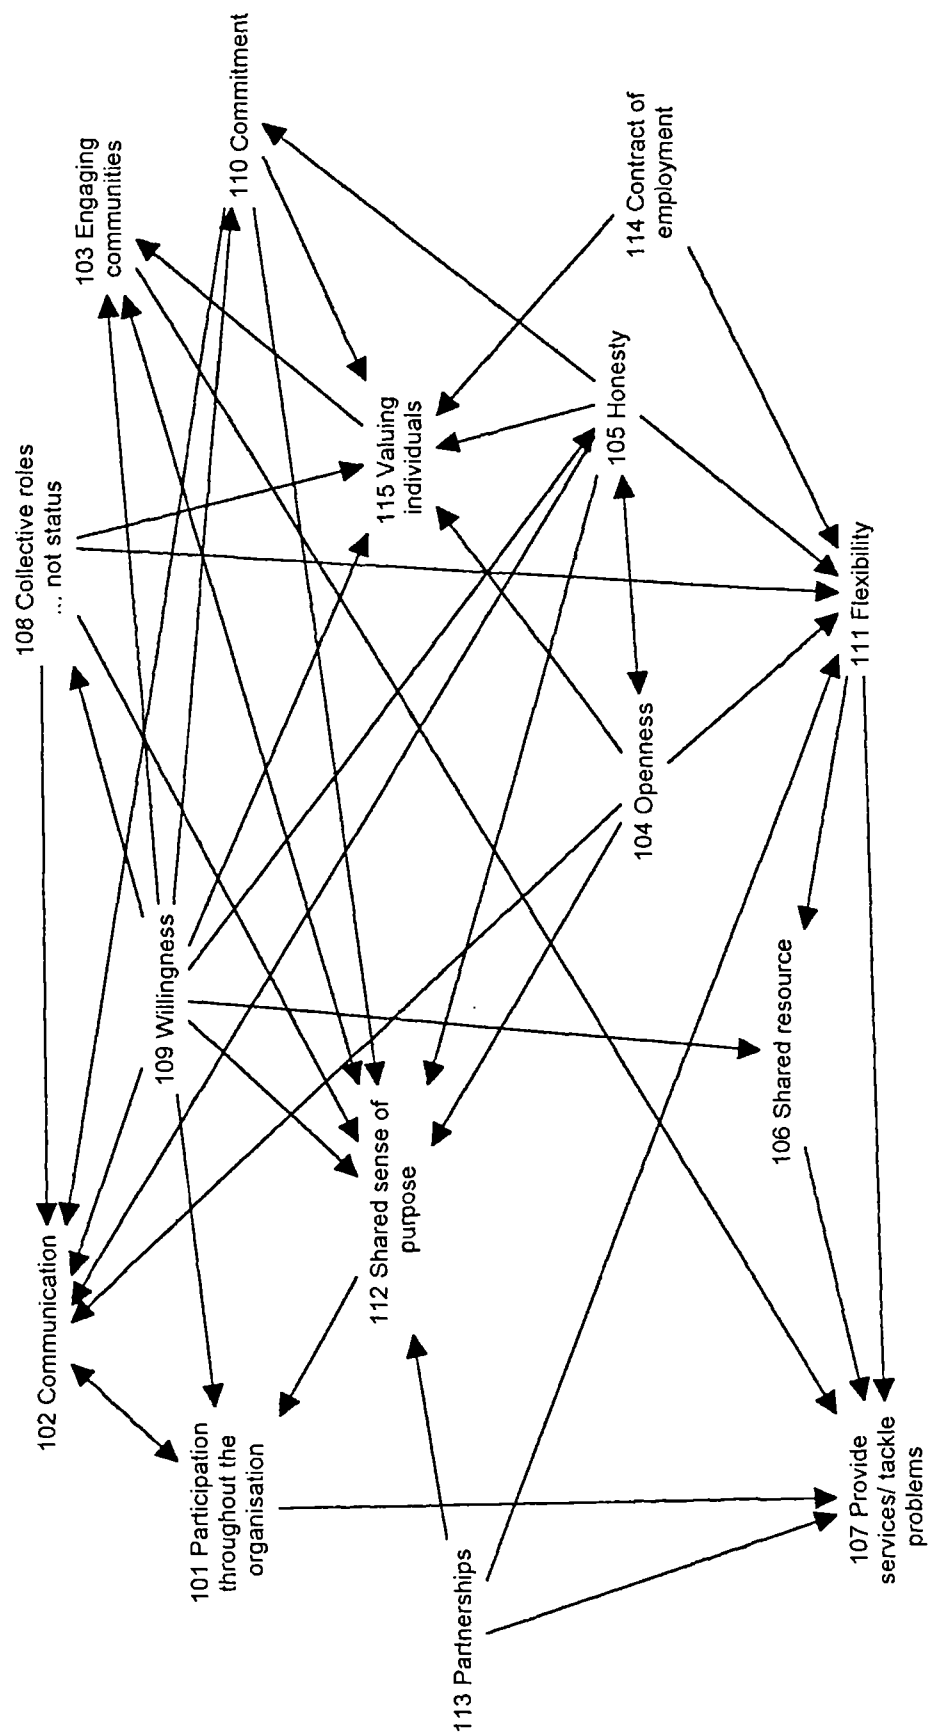 108 Collective roles
... not status
102 Communication
103 Engaging
communities
109 Willingness
110 Commitment
101 Participation
throughout the
organisation
112 Shared sense of
purpose
115 Valuing
individuals
113 Partnerships
105 Honesty
114 Contract of
employment
104 Openness
106 Shared resource
111 Flexibility
107 Provide
services/ tackle
problems